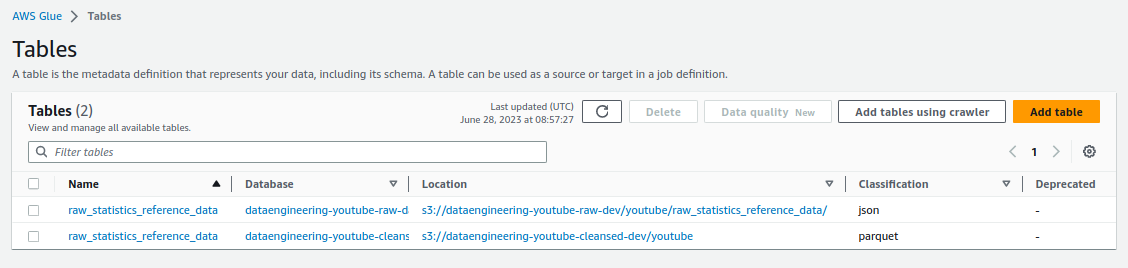 AWS Glue > Tables
Tables
A table is the metadata definition that represents your data, including its schema. A table can be used as a source or target in a job definition.
Tables (2)
View and manage all available tables.
Last updated (UTC)
June 28, 2023 at 08:57:27
Delete
Data quality New
Add tables using crawler
Add table
Filter tables
1
Name Database Location Classification Deprecated
raw_statistics_reference_data dataengineering-youtube-raw-da s3://dataengineering-youtube-raw-dev/youtube/raw_statistics_reference_data/ json -
raw_statistics_reference_data dataengineering-youtube-cleans s3://dataengineering-youtube-cleansed-dev/youtube parquet -